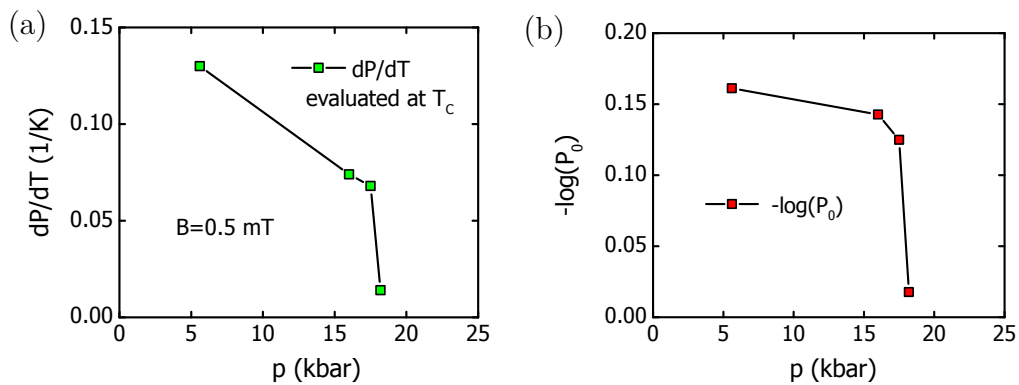 (a)
0.15
0.10
0.05
0.00
dP/dT (1/K)
dP/dT
evaluated at T_C
B=0.5 mT
0 5 10 15 20 25
p (kbar)
(b)
0.20
0.15
0.10
0.05
0.00
-log(P_0)
-log(P_0)
0 5 10 15 20 25
p (kbar)